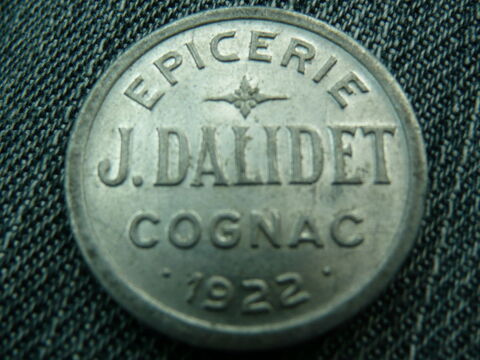 EPICERIE
J. DALIDET
COGNAC
· 1922 ·